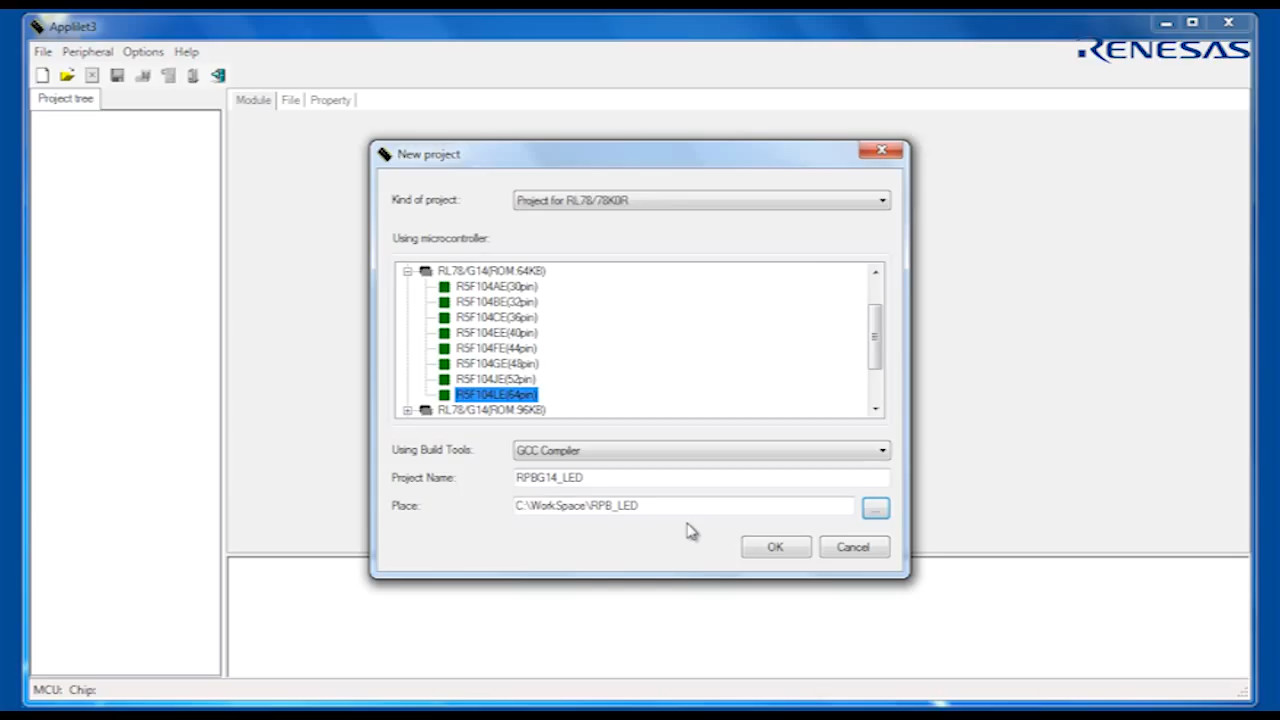 Applilet3
RENESAS
File Peripheral Options Help
Project tree
Module File Property
New project
Kind of project: Project for RL78/78K0R
Using microcontroller:
RL78/G14(ROM:64KB)
R5F104AE(30pin)
R5F104BE(32pin)
R5F104CE(36pin)
R5F104EE(40pin)
R5F104FE(44pin)
R5F104GE(48pin)
R5F104JE(52pin)
R5F104LE(64pin)
RL78/G14(ROM:96KB)
Using Build Tools: GCC Compiler
Project Name: RPBG14_LED
Place: C:\WorkSpace\RPB_LED ...
OK Cancel
MCU: Chip: